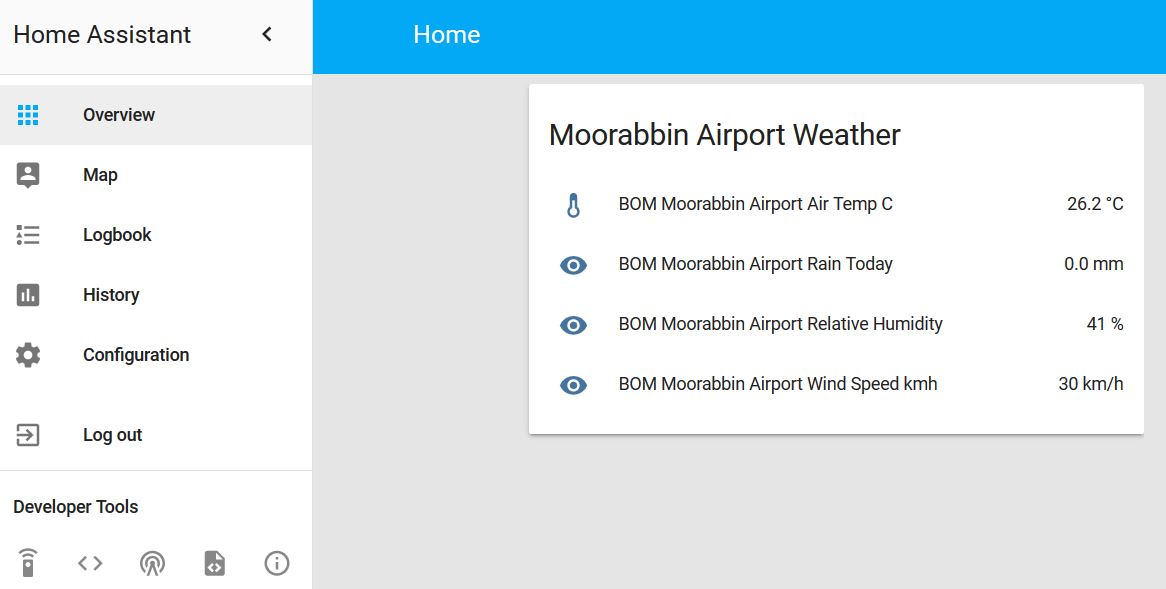 Home Assistant
Home
Overview
Map
Logbook
History
Configuration
Log out
Developer Tools
Moorabbin Airport Weather
BOM Moorabbin Airport Air Temp C 26.2 °C
BOM Moorabbin Airport Rain Today 0.0 mm
BOM Moorabbin Airport Relative Humidity 41 %
BOM Moorabbin Airport Wind Speed kmh 30 km/h